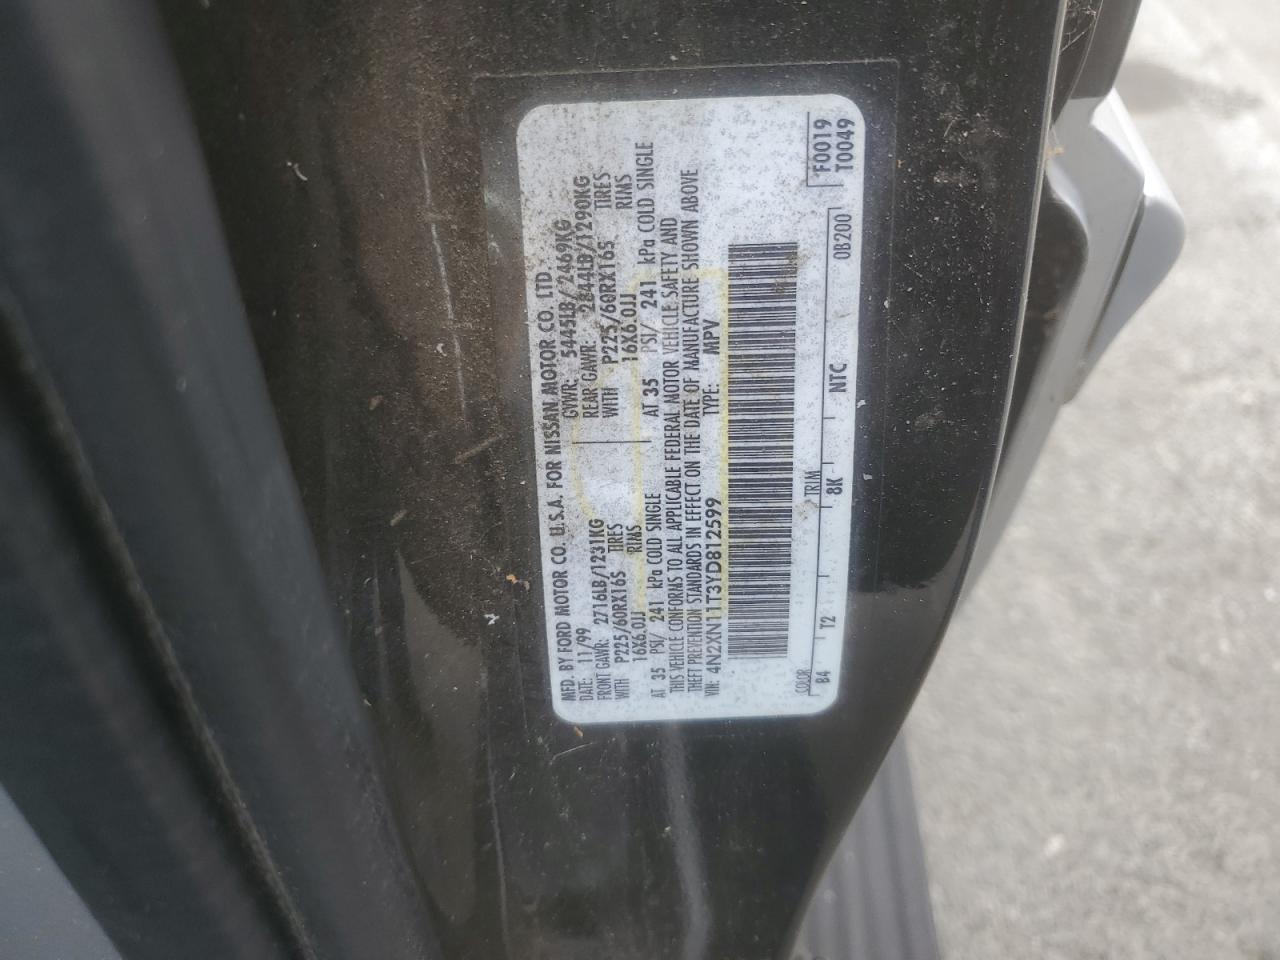 MFD. BY FORD MOTOR CO. U.S.A. FOR NISSAN MOTOR CO. LTD
DATE: 11/99 GVWR: 5445LB/2469KG
FRONT GAWR: 2716LB/1231KG REAR GAWR: 2844LB/1290KG
WITH P225/60RX16S TIRES WITH P225/60RX16S TIRES
16X6.0JJ RIMS 16X6.0JJ RIMS
AT 35 PSI/ 241 kPa COLD SINGLE AT 35 PSI/ 241 kPa COLD SINGLE
THIS VEHICLE CONFORMS TO ALL APPLICABLE FEDERAL MOTOR VEHICLE SAFETY AND
THEFT PREVENTION STANDARDS IN EFFECT ON THE DATE OF MANUFACTURE SHOWN ABOVE
VIN: 4N2XN11T3YD812599 TYPE: MPV
F0019
T0049
COLOR TRIM
B4 T2 8K NTC 0B200